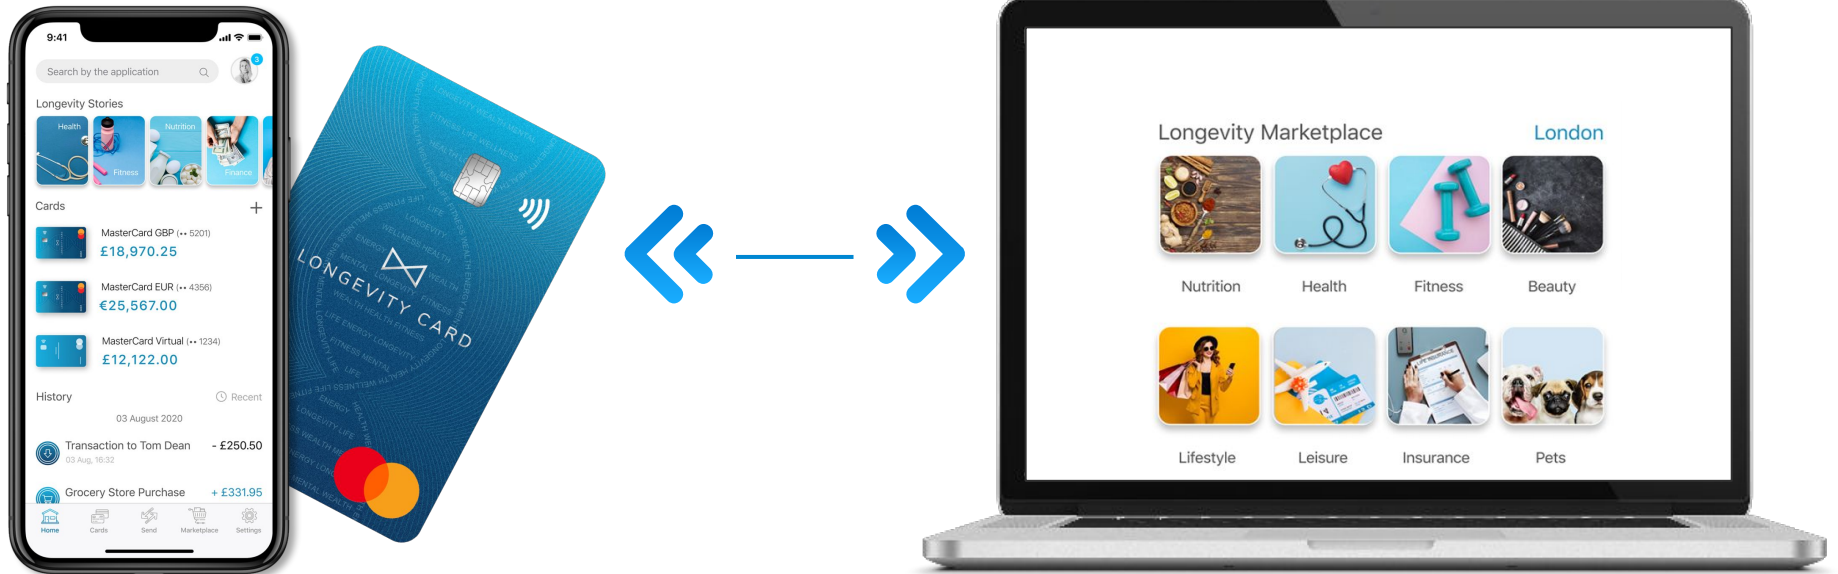 9:41
3
Search by the application
Longevity Stories
Health
Fitness
Nutrition
Finance
Cards
+
MasterCard GBP (•• 5201)
£18,970.25
MasterCard EUR (•• 4356)
€25,567.00
MasterCard Virtual (•• 1234)
£12,122.00
History
Recent
03 August 2020
Transaction to Tom Dean
- £250.50
03 Aug, 16:32
Grocery Store Purchase
+ £331.95
Home
Cards
Send
Marketplace
Settings
LONGEVITY CARD
Longevity Marketplace
London
Nutrition
Health
Fitness
Beauty
LIFE INSURANCE
Lifestyle
Leisure
Insurance
Pets